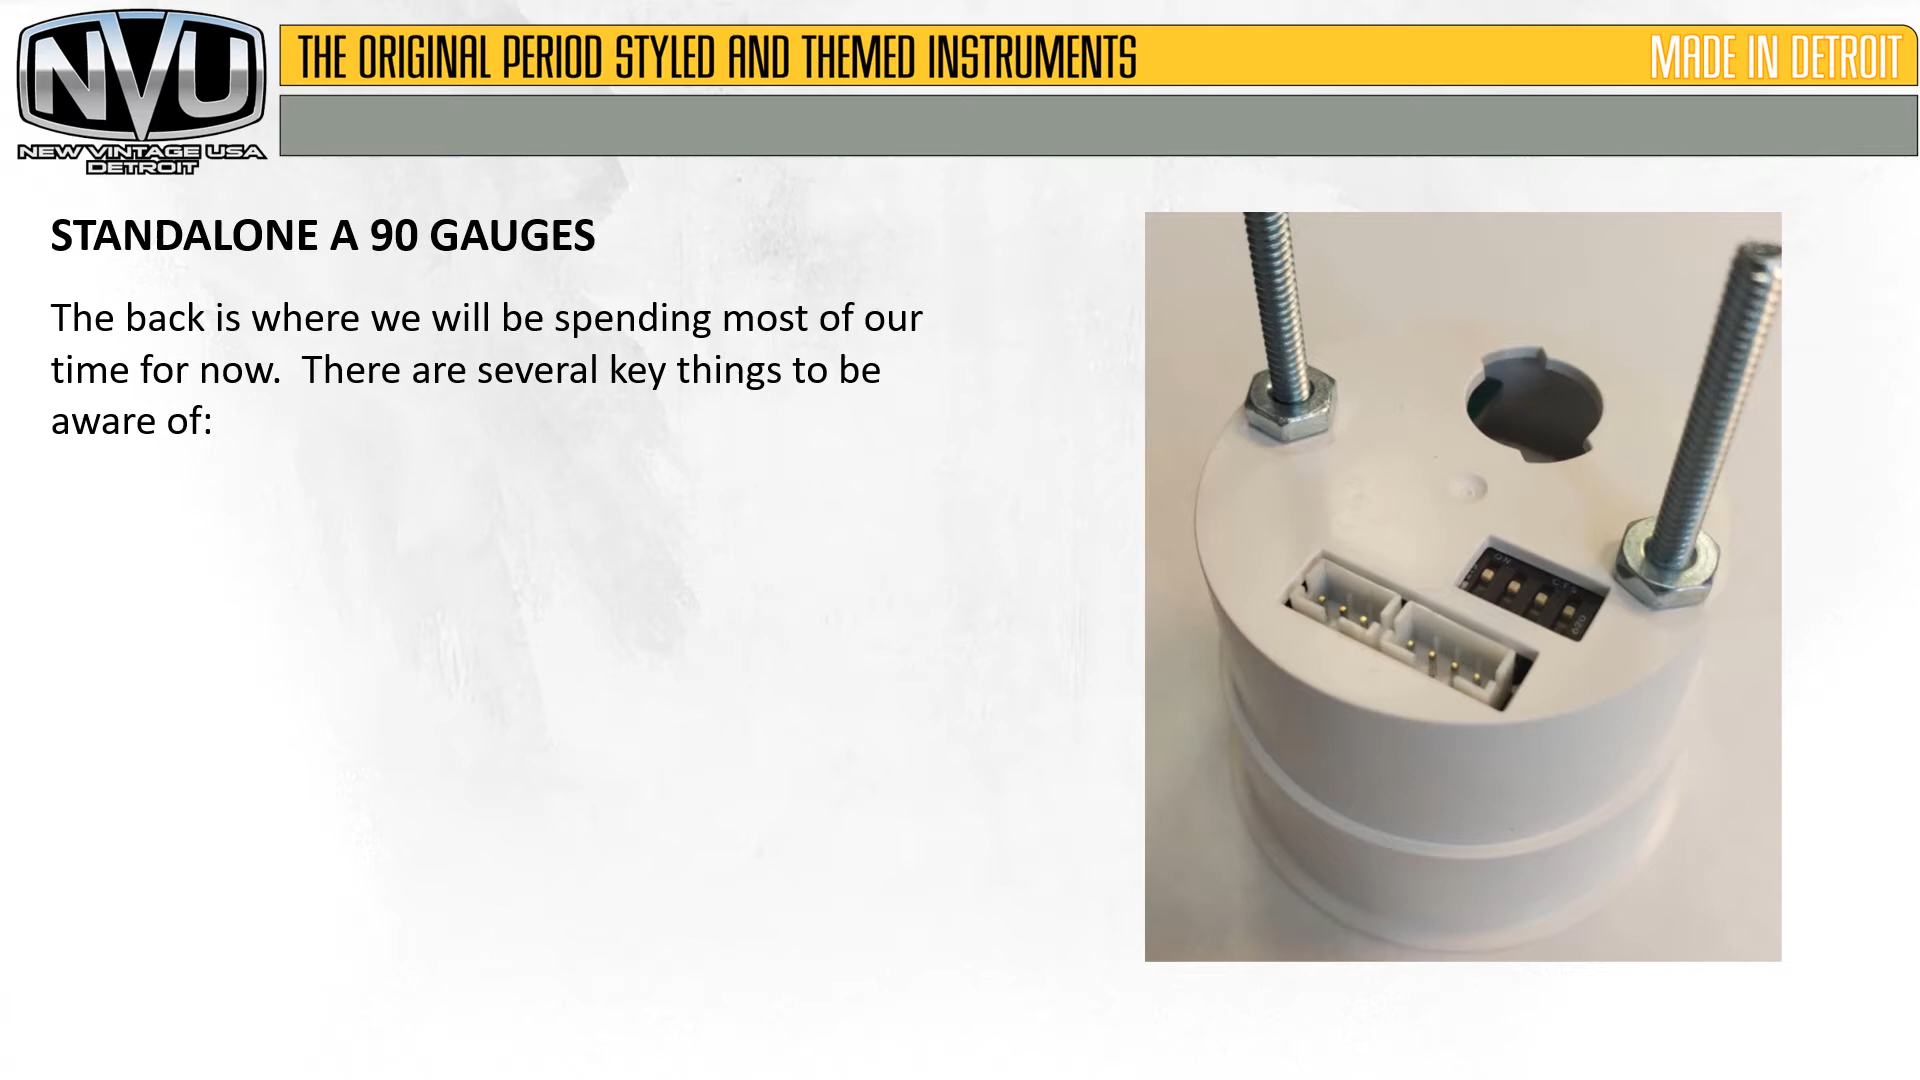 NVU
NEW VINTAGE USA
DETROIT
THE ORIGINAL PERIOD STYLED AND THEMED INSTRUMENTS
MADE IN DETROIT
STANDALONE A 90 GAUGES
The back is where we will be spending most of our
time for now.  There are several key things to be
aware of:
ON